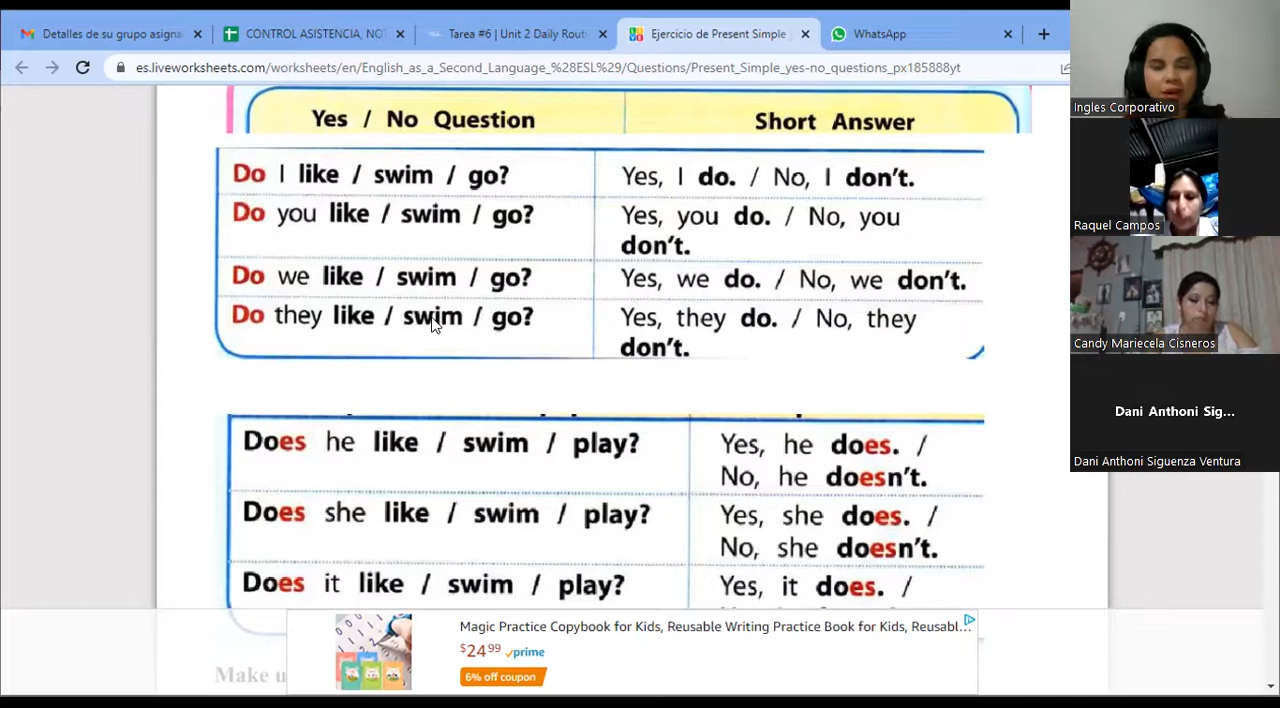 Detalles de su grupo asigna
CONTROL ASISTENCIA, NOT
Tarea #6 | Unit 2 Daily Routi
Ejercicio de Present Simple
WhatsApp
es.liveworksheets.com/worksheets/en/English_as_a_Second_Language_%28ESL%29/Questions/Present_Simple_yes-no_questions_px185888yt
Yes / No Question
Short Answer
Do I like / swim / go?
Yes, I do. / No, I don't.
Do you like / swim / go?
Yes, you do. / No, you
don't.
Do we like / swim / go?
Yes, we do. / No, we don't.
Do they like / swim / go?
Yes, they do. / No, they
don't.
Does he like / swim / play?
Yes, he does. /
No, he doesn't.
Does she like / swim / play?
Yes, she does. /
No, she doesn't.
Does it like / swim / play?
Yes, it does. /
Make u
Magic Practice Copybook for Kids, Reusable Writing Practice Book for Kids, Reusabl...
$24.99
prime
6% off coupon
Ingles Corporativo
Raquel Campos
Candy Mariecela Cisneros
Dani Anthoni Sig...
Dani Anthoni Siguenza Ventura